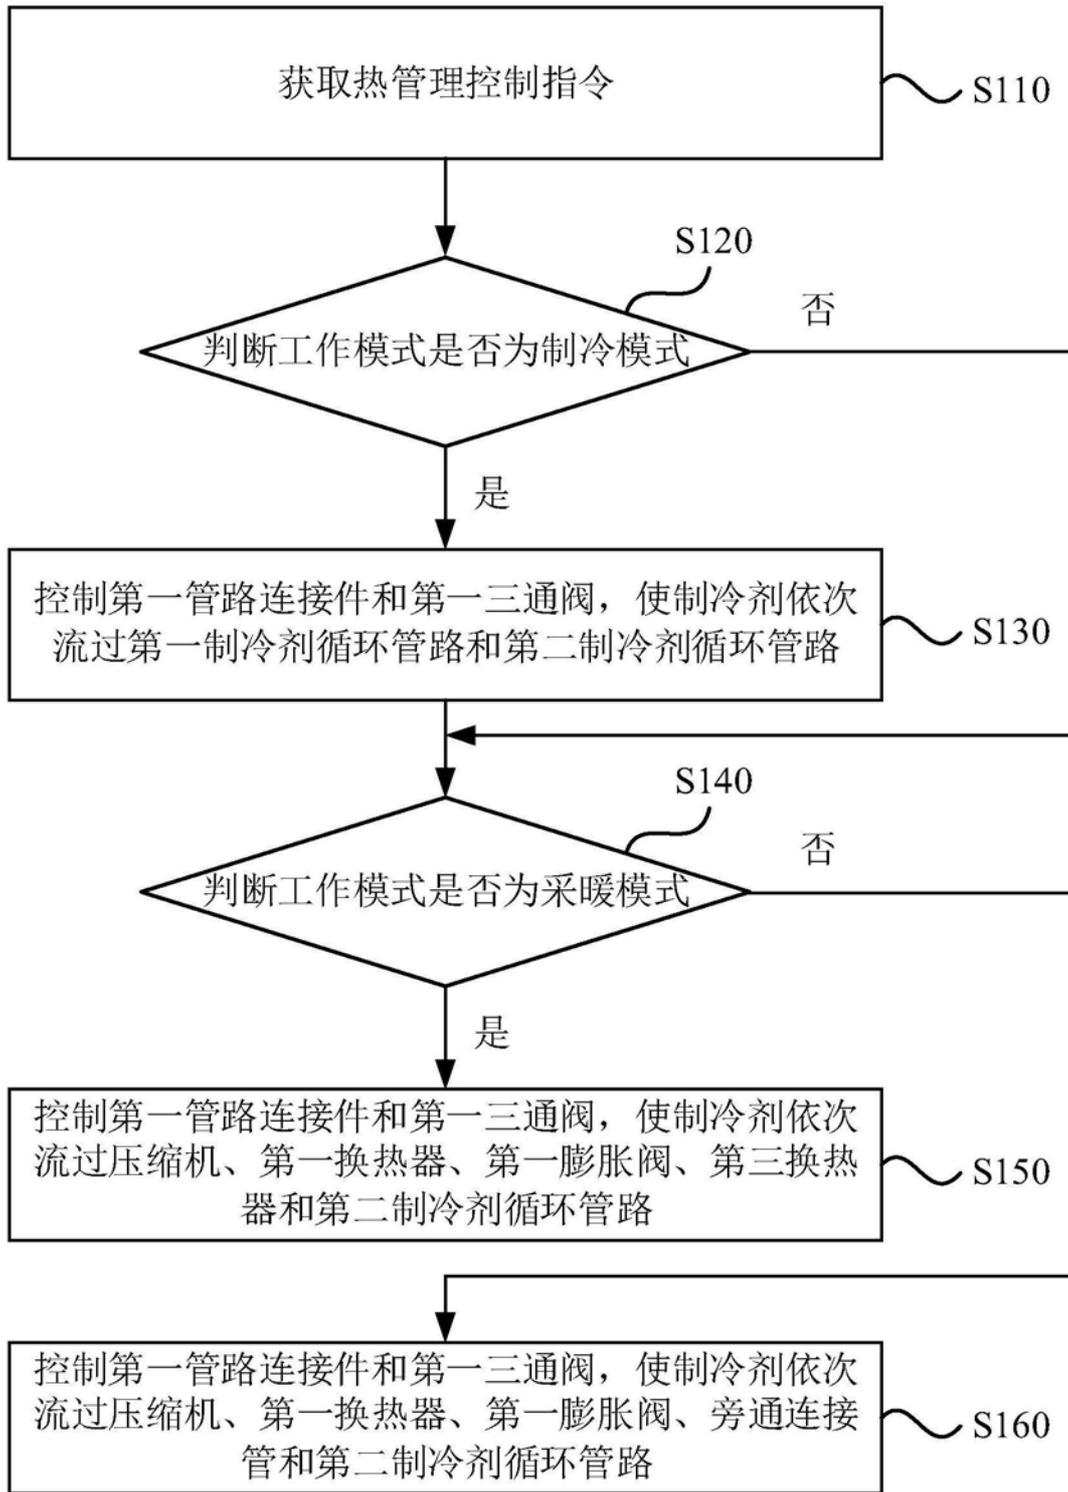 获取热管理控制指令
S110
S120
否
判断工作模式是否为制冷模式
是
控制第一管路连接件和第一三通阀，使制冷剂依次
流过第一制冷剂循环管路和第二制冷剂循环管路
S130
S140
否
判断工作模式是否为采暖模式
是
控制第一管路连接件和第一三通阀，使制冷剂依次
流过压缩机、第一换热器、第一膨胀阀、第三换热
器和第二制冷剂循环管路
S150
控制第一管路连接件和第一三通阀，使制冷剂依次
流过压缩机、第一换热器、第一膨胀阀、旁通连接
管和第二制冷剂循环管路
S160